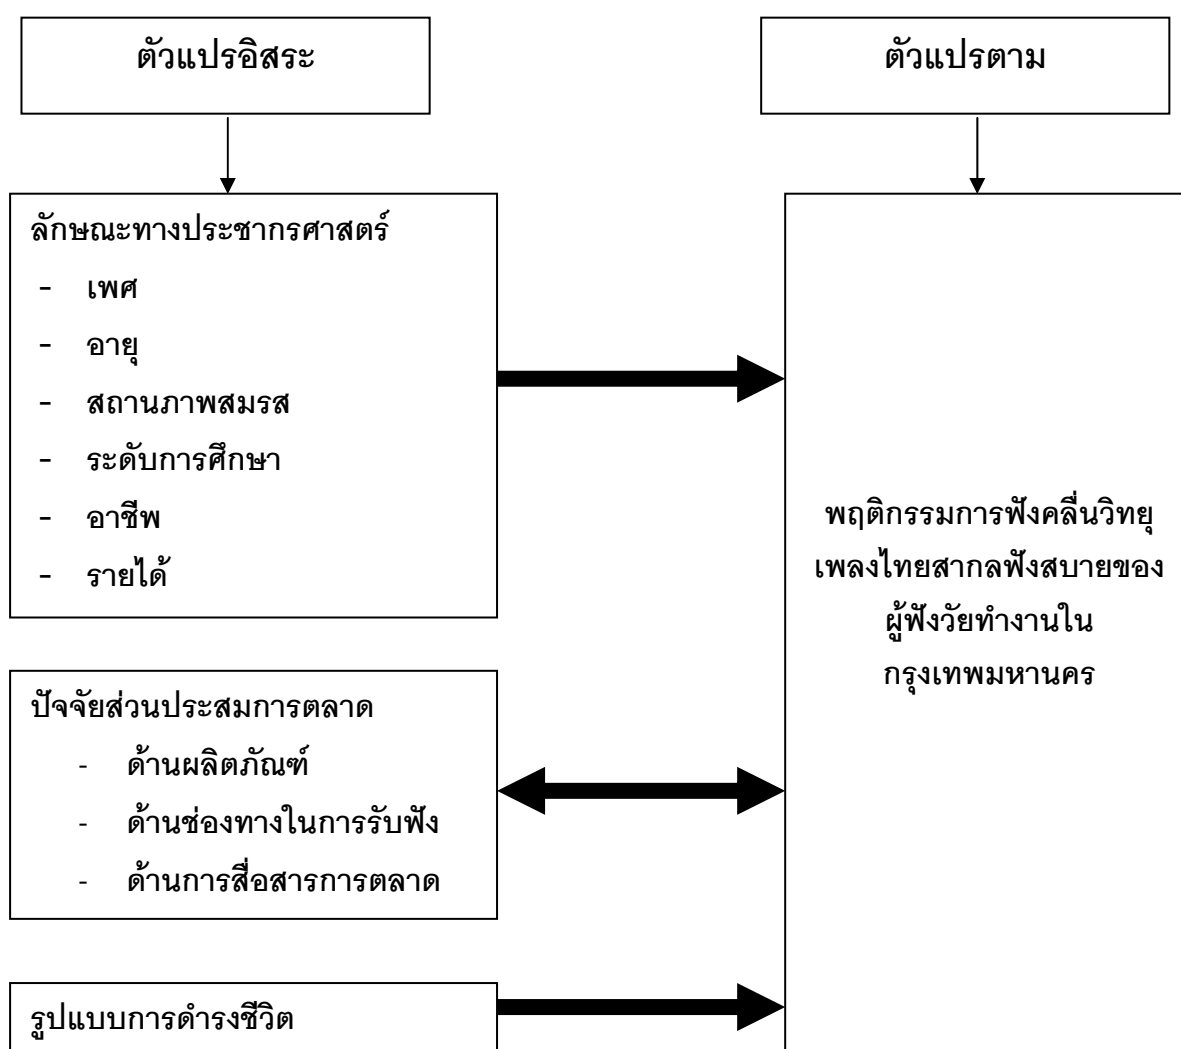 ตัวแปรอิสระ
ตัวแปรตาม
ลักษณะทางประชากรศาสตร์
- เพศ
- อายุ
- สถานภาพสมรส
- ระดับการศึกษา
- อาชีพ
- รายได้
ปัจจัยส่วนประสมการตลาด
- ด้านผลิตภัณฑ์
- ด้านช่องทางในการรับฟัง
- ด้านการสื่อสารการตลาด
รูปแบบการดำรงชีวิต
พฤติกรรมการฟังคลื่นวิทยุ
เพลงไทยสากลฟังสบายของ
ผู้ฟังวัยทำงานใน
กรุงเทพมหานคร